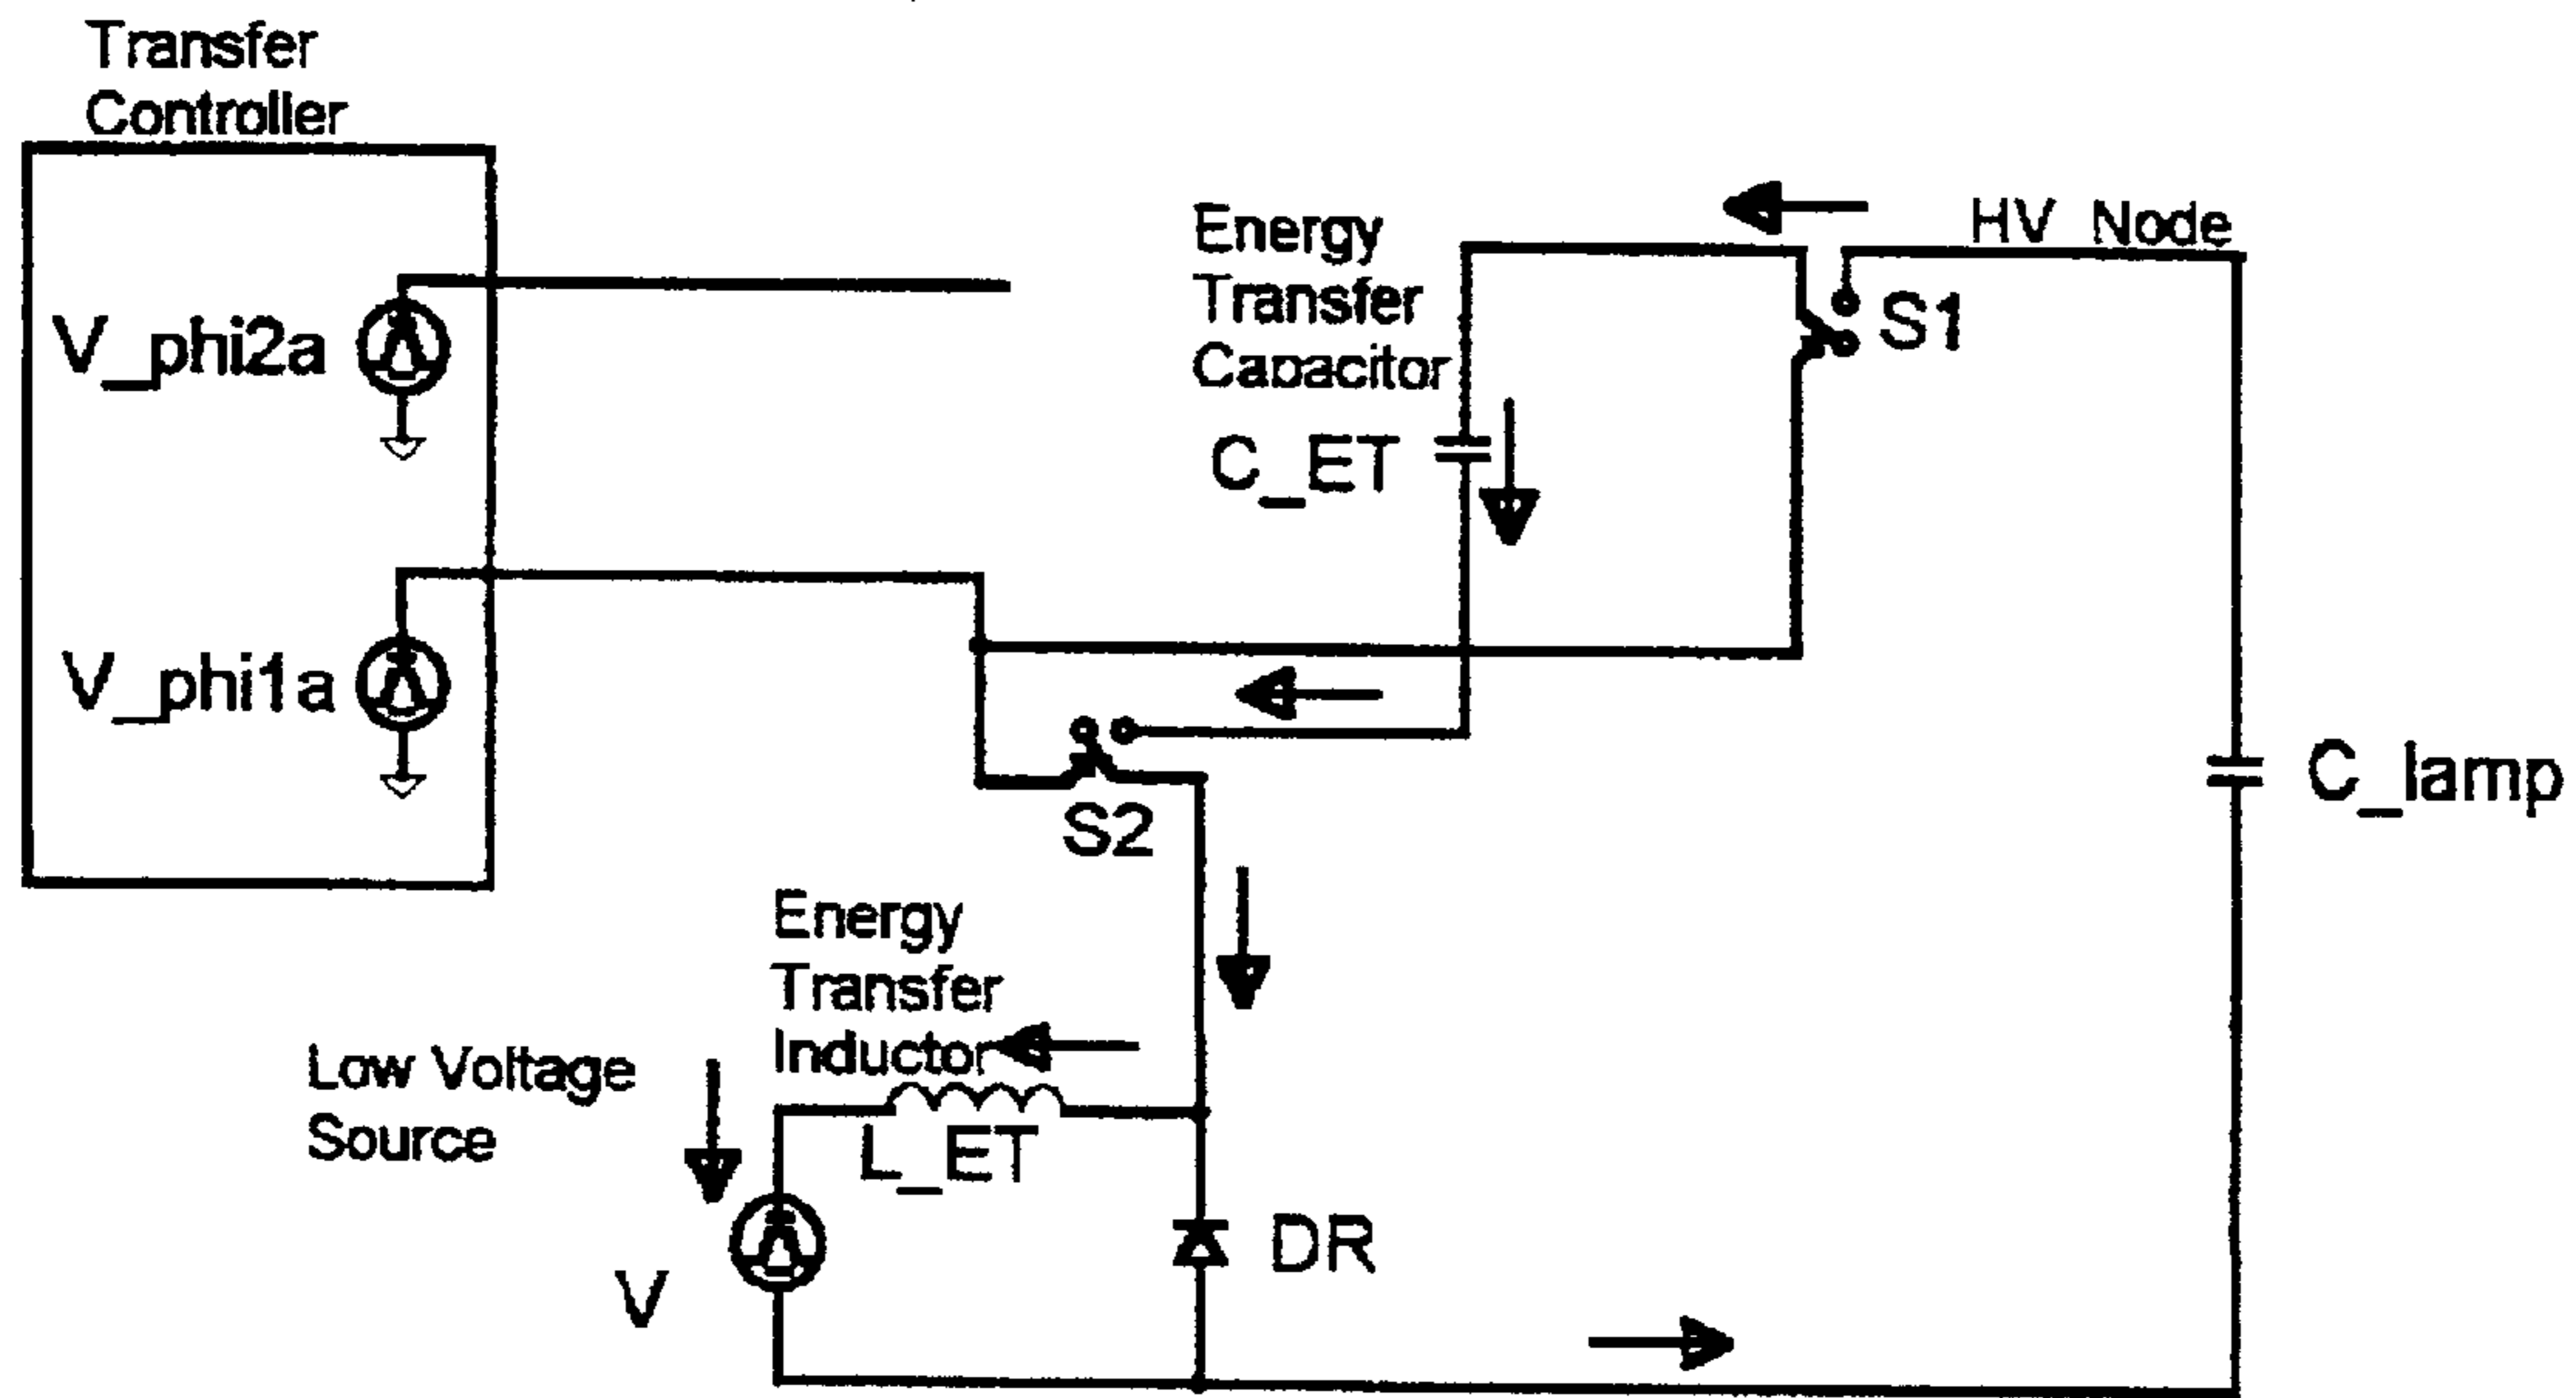 Transfer
Controller
V_phi2a
V_phi1a
Energy
Transfer
Capacitor
C_ET
HV Node
S1
S2
C_lamp
Energy
Transfer
Inductor
L_ET
Low Voltage
Source
V
DR